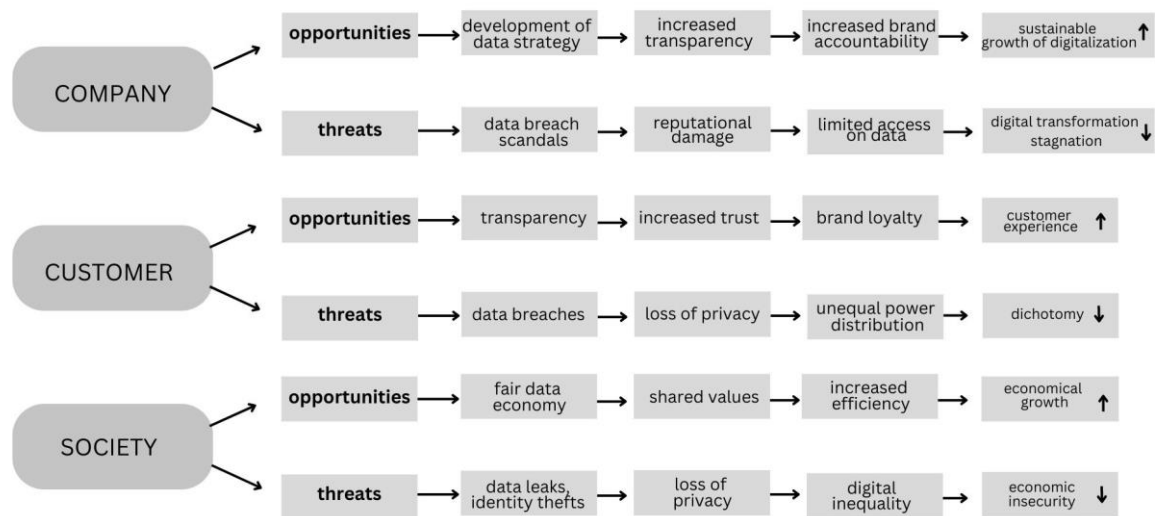 COMPANY
opportunities
development of
data strategy
increased
transparency
increased brand
accountability
sustainable
growth of digitalization
threats
data breach
scandals
reputational
damage
limited access
on data
digital transformation
stagnation
CUSTOMER
opportunities
transparency
increased trust
brand loyalty
customer
experience
threats
data breaches
loss of privacy
unequal power
distribution
dichotomy
SOCIETY
opportunities
fair data
economy
shared values
increased
efficiency
economical
growth
threats
data leaks,
identity thefts
loss of
privacy
digital
inequality
economic
insecurity